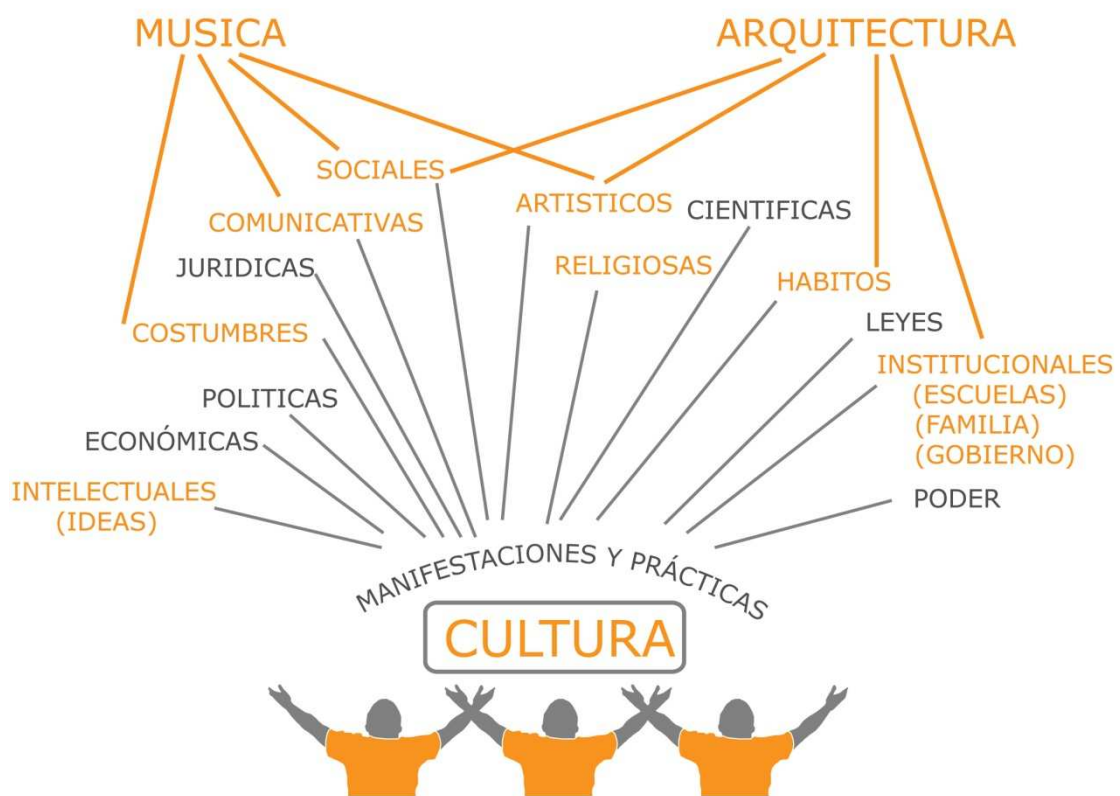 MUSICA
ARQUITECTURA
SOCIALES
ARTISTICOS
CIENTIFICAS
COMUNICATIVAS
JURIDICAS
RELIGIOSAS
HABITOS
COSTUMBRES
LEYES
INSTITUCIONALES
(ESCUELAS)
(FAMILIA)
(GOBIERNO)
POLITICAS
ECONÓMICAS
INTELECTUALES
(IDEAS)
PODER
MANIFESTACIONES Y PRÁCTICAS
CULTURA